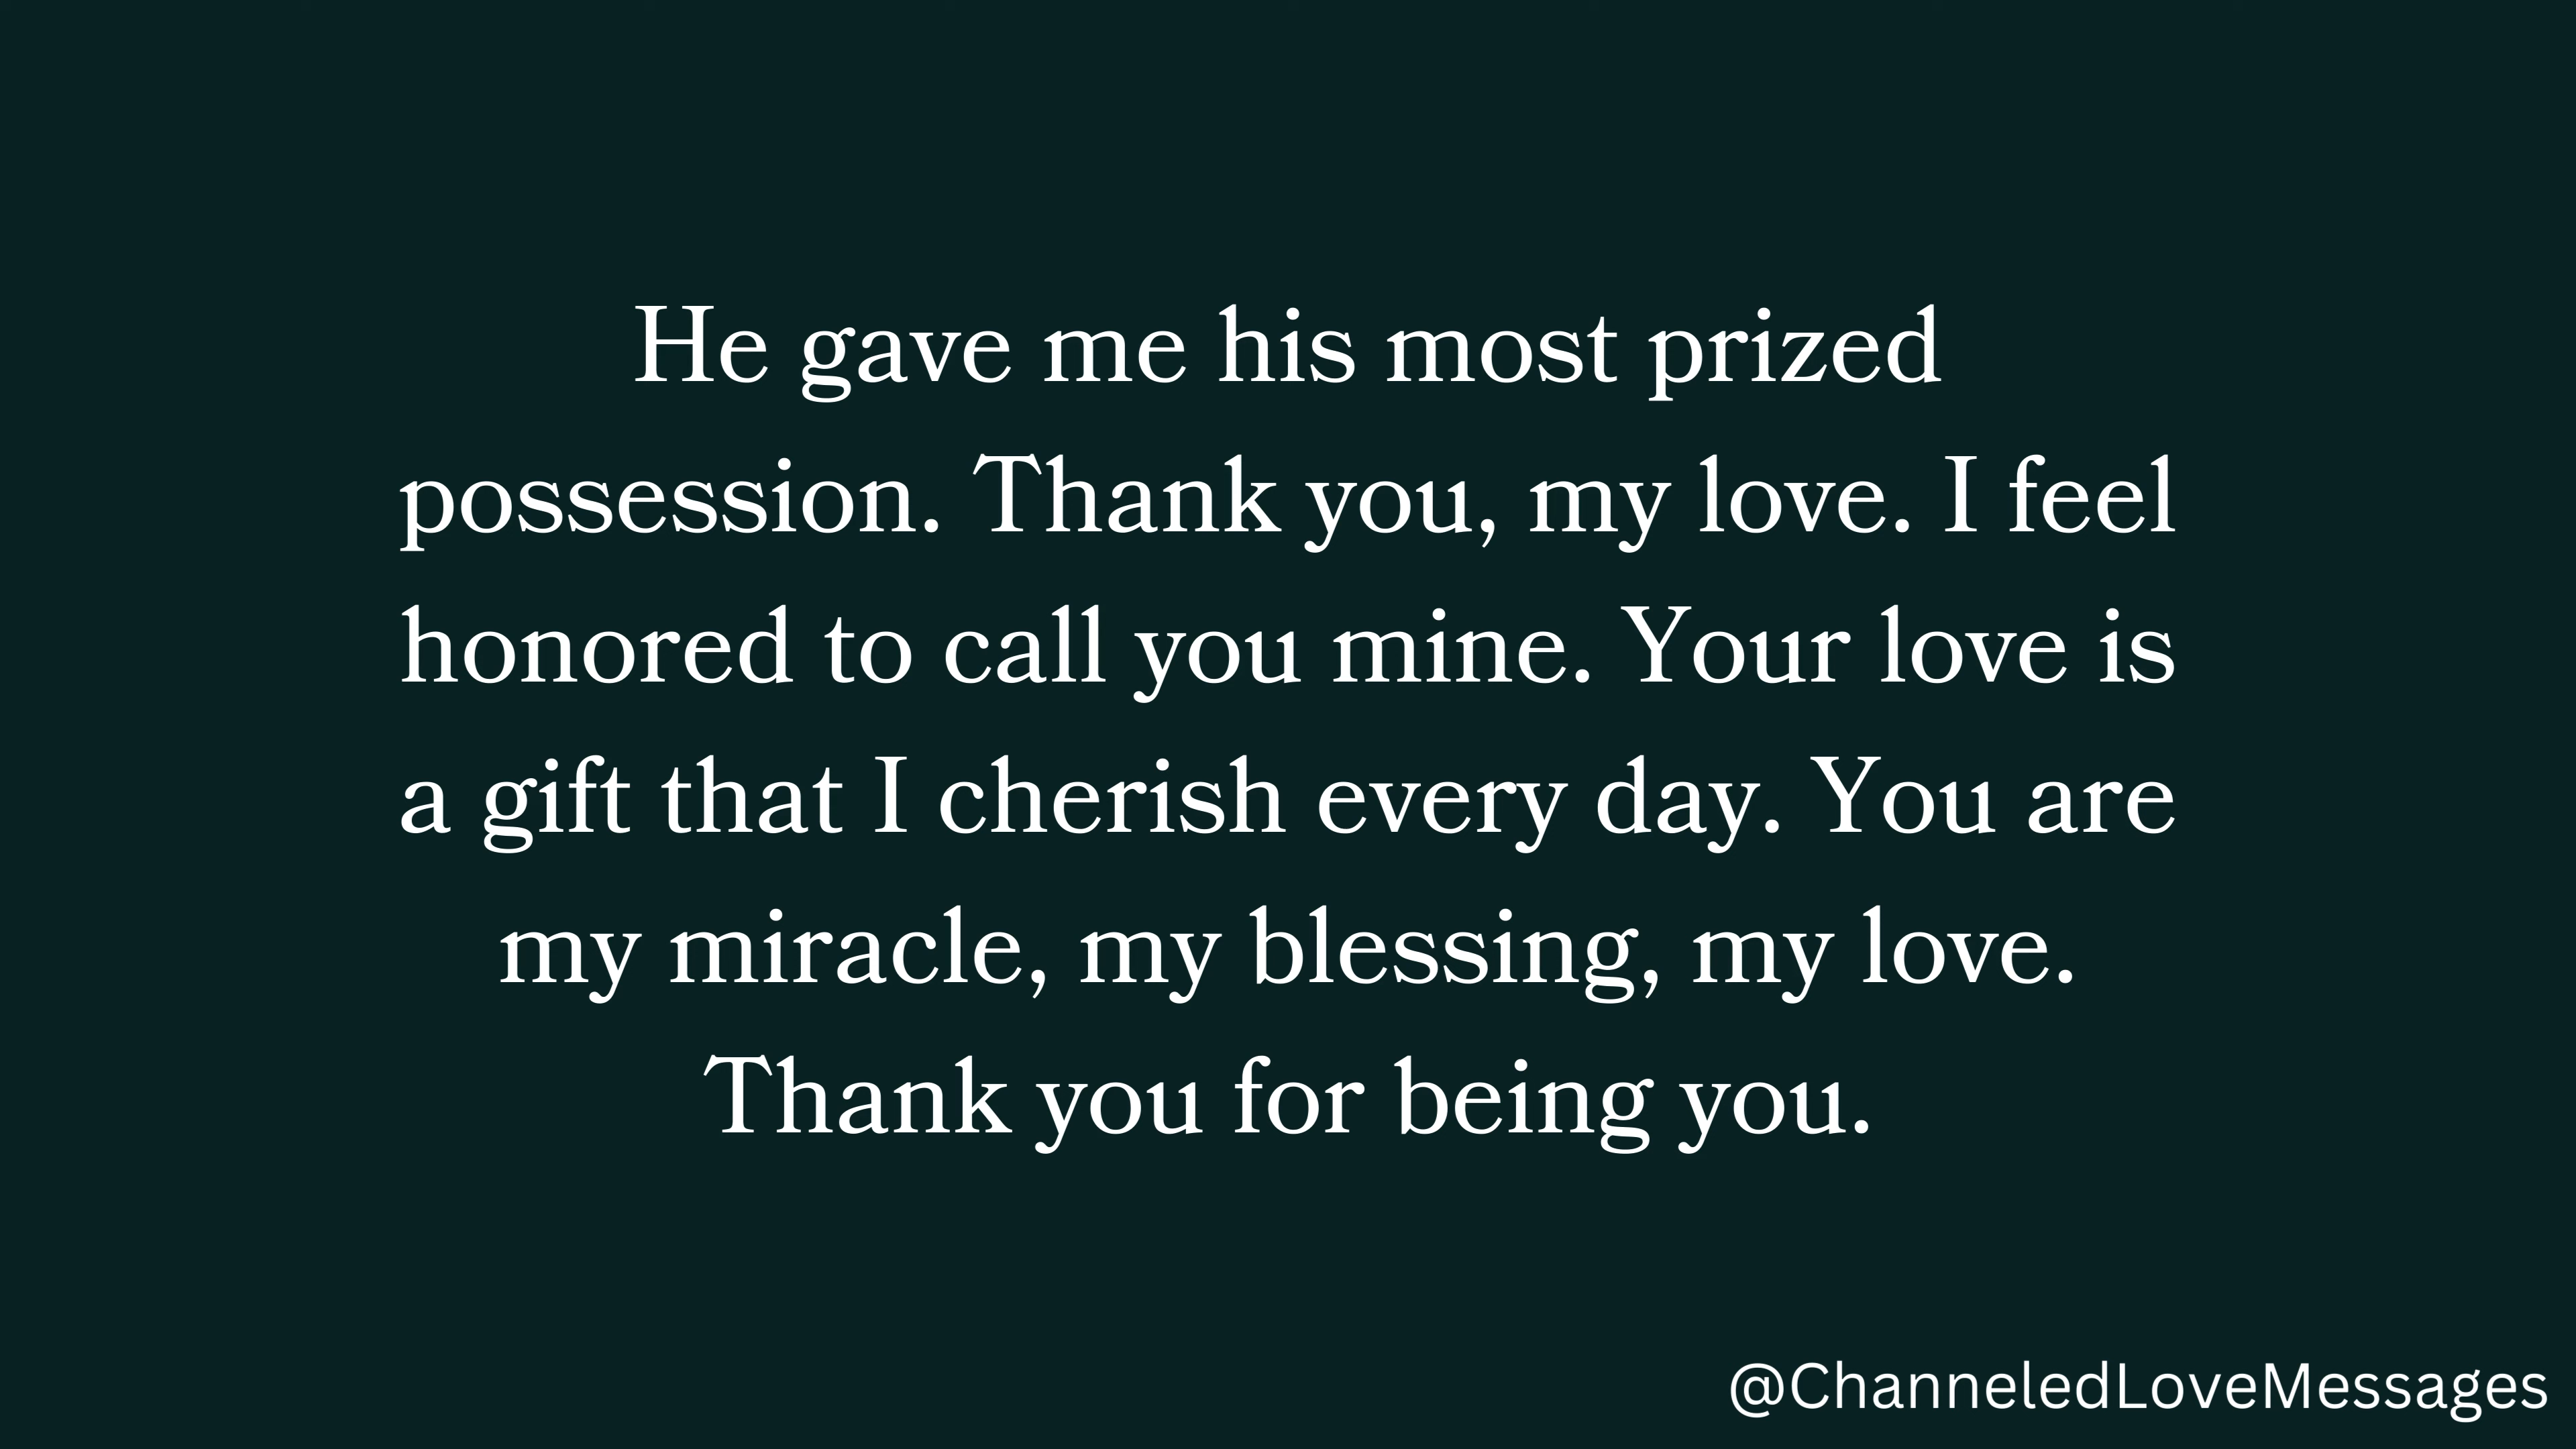 He gave me his most prized
possession. Thank you, my love. I feel
honored to call you mine. Your love is
a gift that I cherish every day. You are
my miracle, my blessing, my love.
Thank you for being you.
@ChanneledLoveMessages